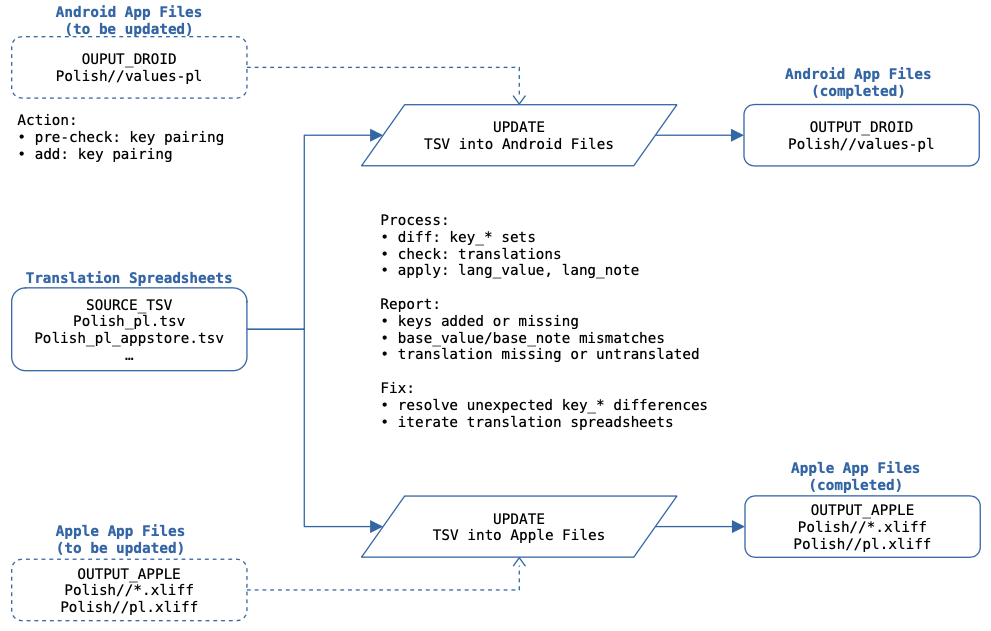 Android App Files
(to be updated)
OUPUT_DROID
Polish//values-pl
Action:
• pre-check: key pairing
• add: key pairing
UPDATE
TSV into Android Files
Android App Files
(completed)
OUTPUT_DROID
Polish//values-pl
Process:
• diff: key_* sets
• check: translations
• apply: lang_value, lang_note
Report:
• keys added or missing
• base_value/base_note mismatches
• translation missing or untranslated
Fix:
• resolve unexpected key_* differences
• iterate translation spreadsheets
Translation Spreadsheets
SOURCE_TSV
Polish_pl.tsv
Polish_pl_appstore.tsv
…
Apple App Files
(to be updated)
OUTPUT_APPLE
Polish//*.xliff
Polish//pl.xliff
UPDATE
TSV into Apple Files
Apple App Files
(completed)
OUTPUT_APPLE
Polish//*.xliff
Polish//pl.xliff